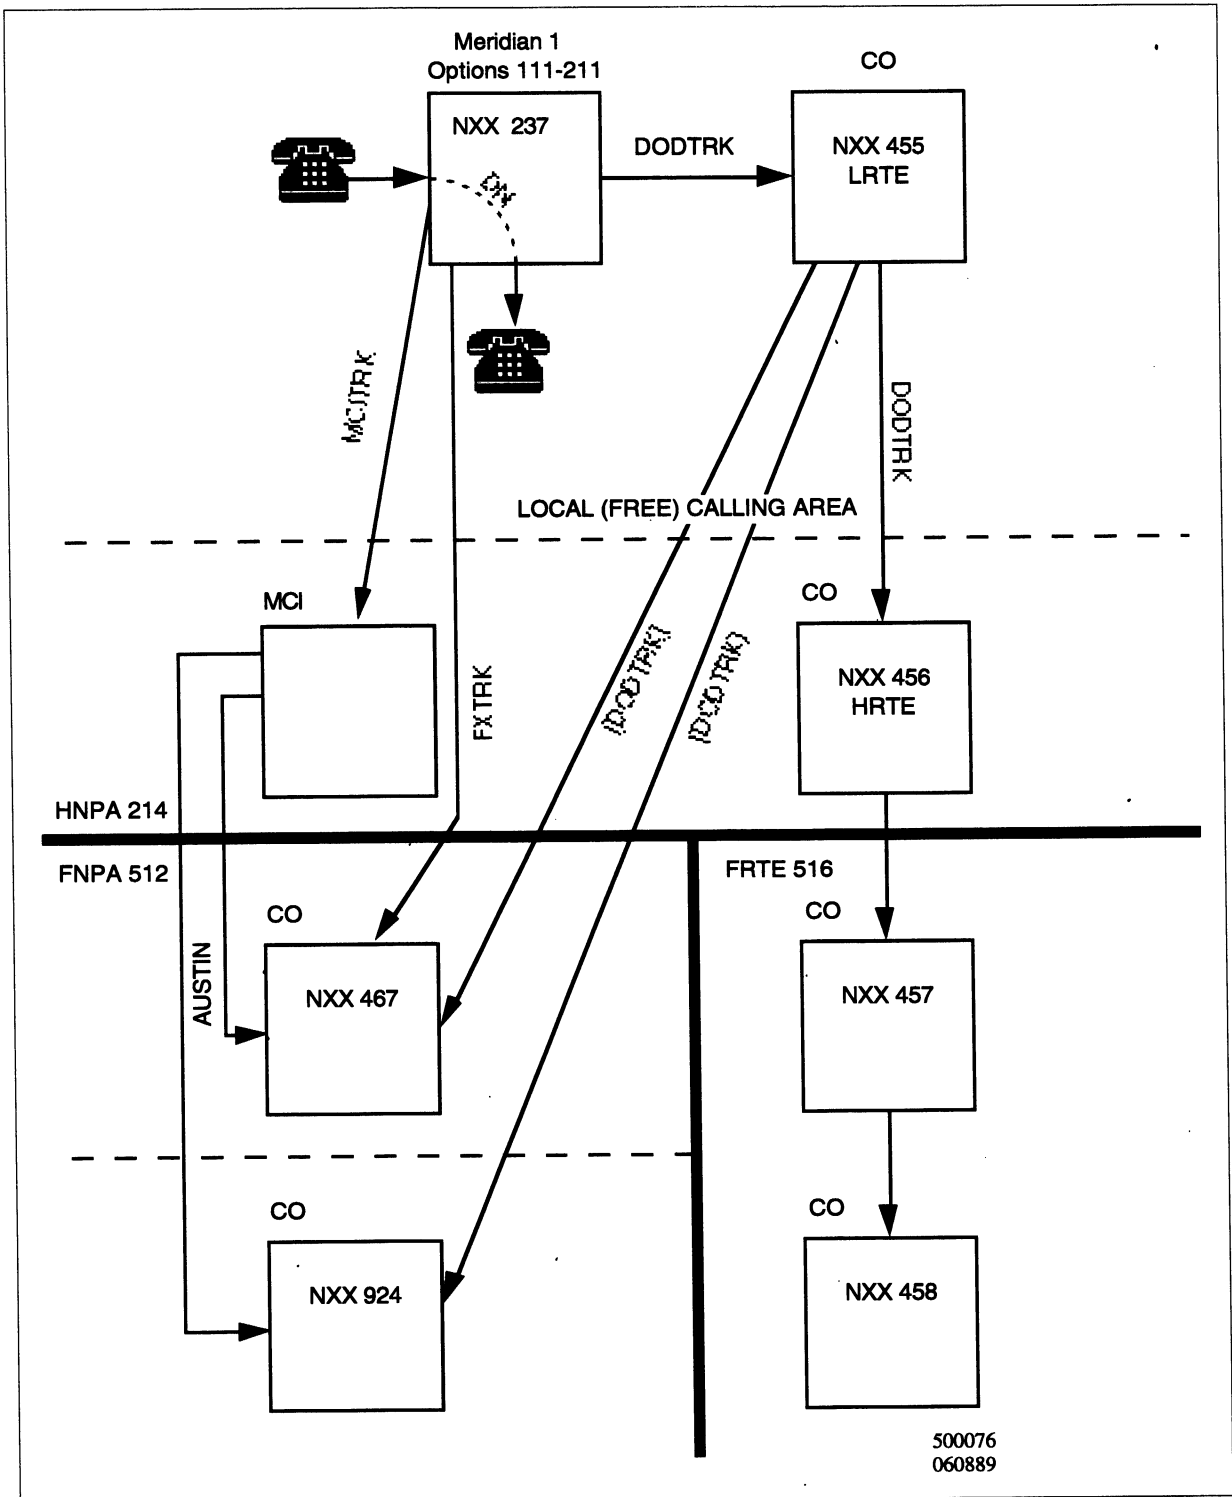 Meridian 1
Options 111-211
CO
NXX 237
DODTRK
NXX 455
LRTE
DN
MCITRK
DODTRK
LOCAL (FREE) CALLING AREA
MCI
CO
FXTRK
(DODTRK)
(DODTRK)
NXX 456
HRTE
HNPA 214
FNPA 512
FRTE 516
CO
CO
AUSTIN
NXX 467
NXX 457
CO
CO
NXX 924
NXX 458
500076
060889